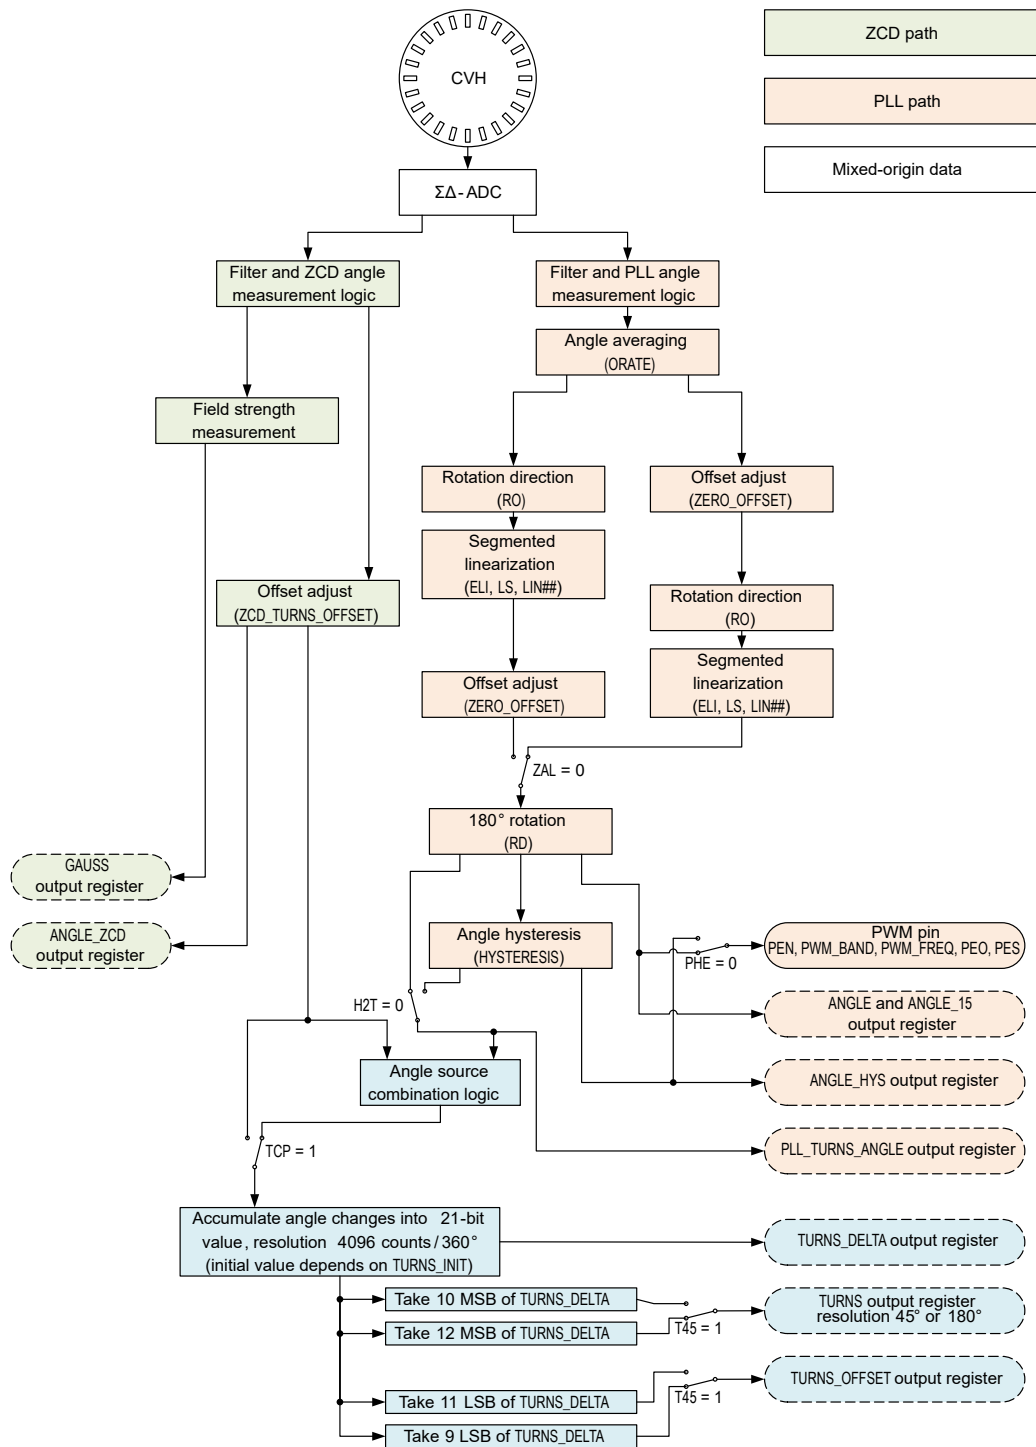 CVH
ZCD path
PLL path
Mixed-origin data
ΣΔ-ADC
Filter and ZCD angle
measurement logic
Filter and PLL angle
measurement logic
Angle averaging
(ORATE)
Field strength
measurement
Rotation direction
(RO)
Offset adjust
(ZERO_OFFSET)
Segmented
linearization
(ELI, LS, LIN##)
Offset adjust
(ZCD_TURNS_OFFSET)
Rotation direction
(RO)
Segmented
linearization
(ELI, LS, LIN##)
Offset adjust
(ZERO_OFFSET)
ZAL = 0
180° rotation
(RD)
GAUSS
output register
ANGLE_ZCD
output register
Angle hysteresis
(HYSTERESIS)
PHE = 0
PWM pin
PEN, PWM_BAND, PWM_FREQ, PEO, PES
H2T = 0
ANGLE and ANGLE_15
output register
Angle source
combination logic
ANGLE_HYS output register
TCP = 1
PLL_TURNS_ANGLE output register
Accumulate angle changes into 21-bit
value, resolution 4096 counts/360°
(initial value depends on TURNS_INIT)
TURNS_DELTA output register
Take 10 MSB of TURNS_DELTA
Take 12 MSB of TURNS_DELTA
T45 = 1
TURNS output register
resolution 45° or 180°
Take 11 LSB of TURNS_DELTA
Take 9 LSB of TURNS_DELTA
T45 = 1
TURNS_OFFSET output register